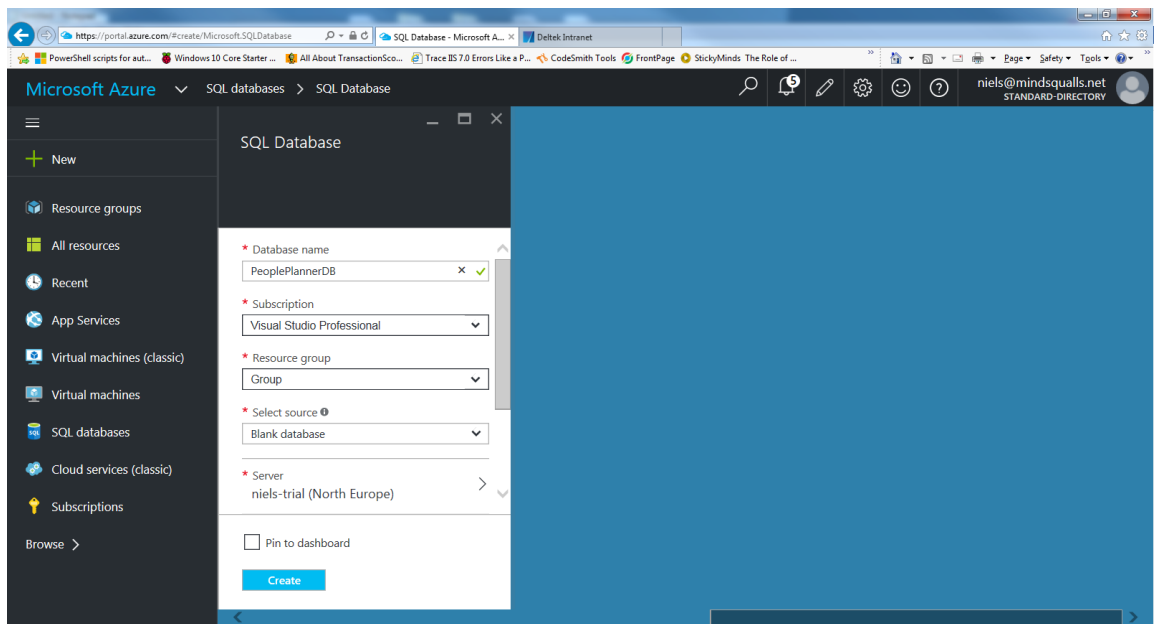 https://portal.azure.com/#create/Microsoft.SQLDatabase
SQL Database - Microsoft A...
Deltek Intranet
PowerShell scripts for aut...
Windows 10 Core Starter ...
All About TransactionSco...
Trace IIS 7.0 Errors Like a P...
CodeSmith Tools
FrontPage
StickyMinds The Role of ...
Page
Safety
Tools
Microsoft Azure
SQL databases > SQL Database
5
niels@mindsqualls.net
STANDARD-DIRECTORY
New
Resource groups
All resources
Recent
App Services
Virtual machines (classic)
Virtual machines
SQL databases
Cloud services (classic)
Subscriptions
Browse >
SQL Database
* Database name
PeoplePlannerDB
* Subscription
Visual Studio Professional
* Resource group
Group
* Select source
Blank database
* Server
niels-trial (North Europe)
Pin to dashboard
Create